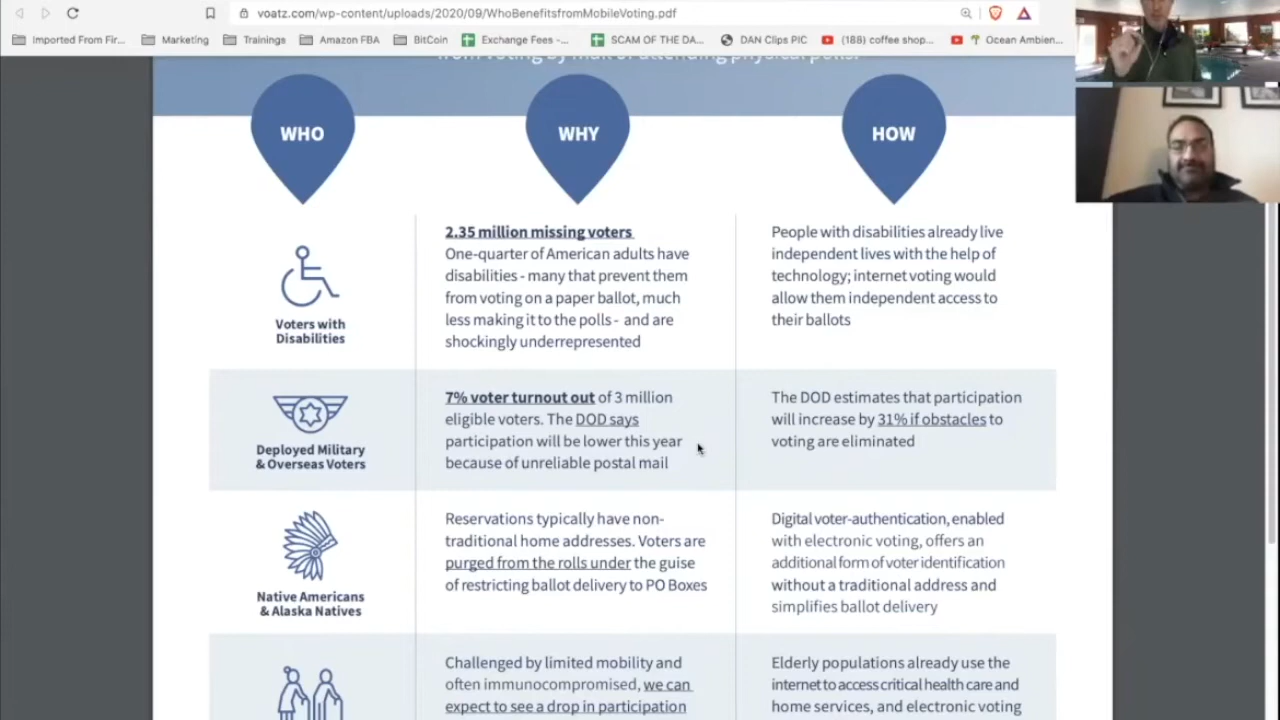 voatz.com/wp-content/uploads/2020/09/WhoBenefitsfromMobileVoting.pdf
Imported From Fir... Marketing Trainings Amazon FBA BitCoin Exchange Fees -... SCAM OF THE DA... DAN Clips PIC (188) coffee shop... Ocean Ambien...
from voting by mail or attending physical polls.
WHO WHY HOW
Voters with
Disabilities
2.35 million missing voters
One-quarter of American adults have
disabilities - many that prevent them
from voting on a paper ballot, much
less making it to the polls - and are
shockingly underrepresented
People with disabilities already live
independent lives with the help of
technology; internet voting would
allow them independent access to
their ballots
Deployed Military
& Overseas Voters
7% voter turnout out of 3 million
eligible voters. The DOD says
participation will be lower this year
because of unreliable postal mail
The DOD estimates that participation
will increase by 31% if obstacles to
voting are eliminated
Native Americans
& Alaska Natives
Reservations typically have non-
traditional home addresses. Voters are
purged from the rolls under the guise
of restricting ballot delivery to PO Boxes
Digital voter-authentication, enabled
with electronic voting, offers an
additional form of voter identification
without a traditional address and
simplifies ballot delivery
Challenged by limited mobility and
often immunocompromised, we can
expect to see a drop in participation
Elderly populations already use the
internet to access critical health care and
home services, and electronic voting